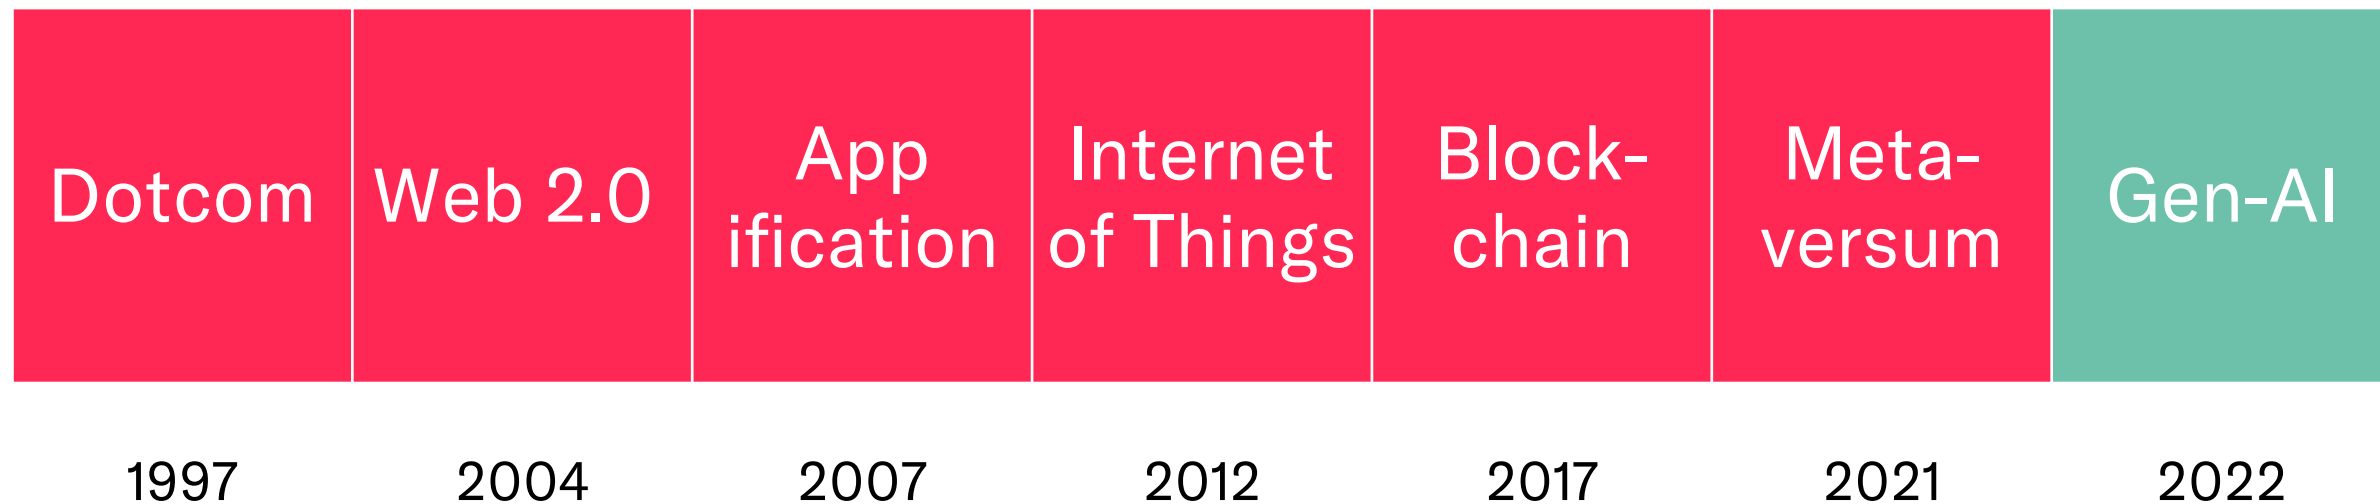 Dotcom
Web 2.0
App
ification
Internet
of Things
Block-
chain
Meta-
versum
Gen-AI
1997
2004
2007
2012
2017
2021
2022